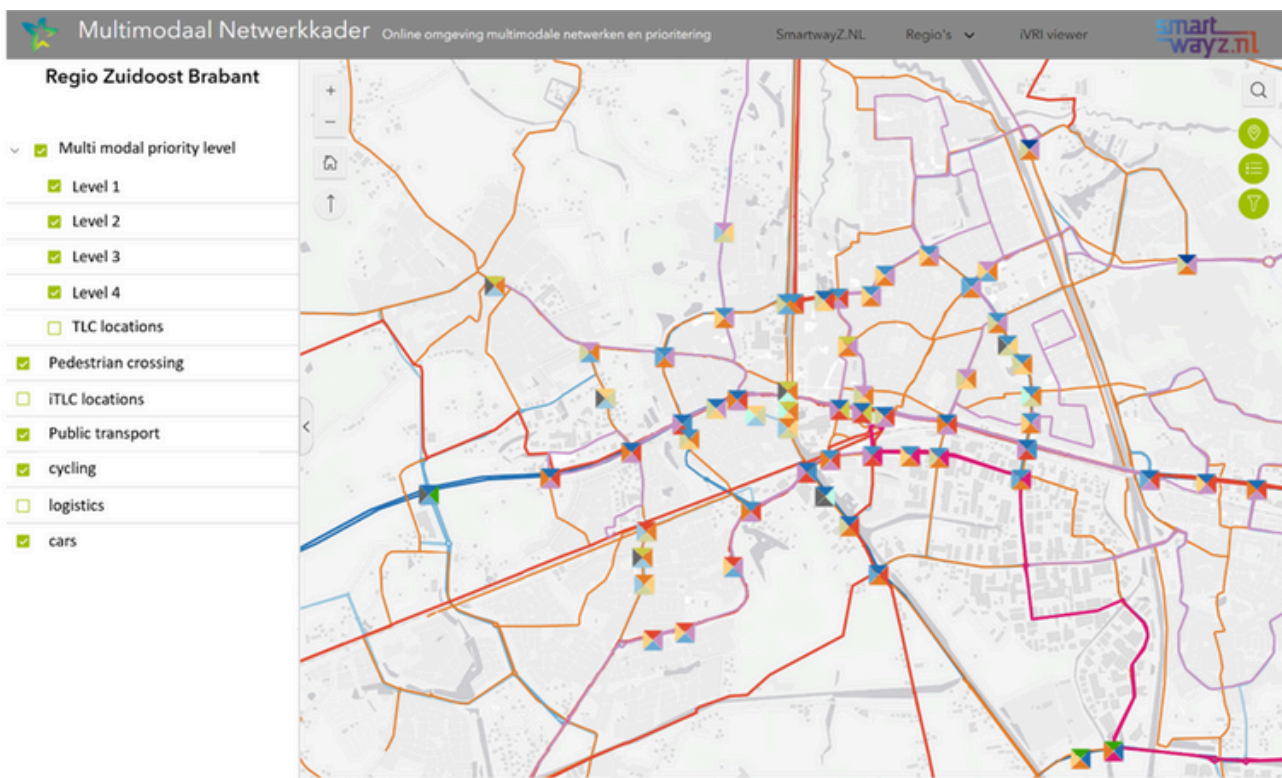 Multimodaal Netwerkkader Online omgeving multimodale netwerken en prioritering SmartwayZ.NL Regio's iVRI viewer smart wayz.nl
Regio Zuidoost Brabant
Multi modal priority level
Level 1
Level 2
Level 3
Level 4
TLC locations
Pedestrian crossing
iTLC locations
Public transport
cycling
logistics
cars